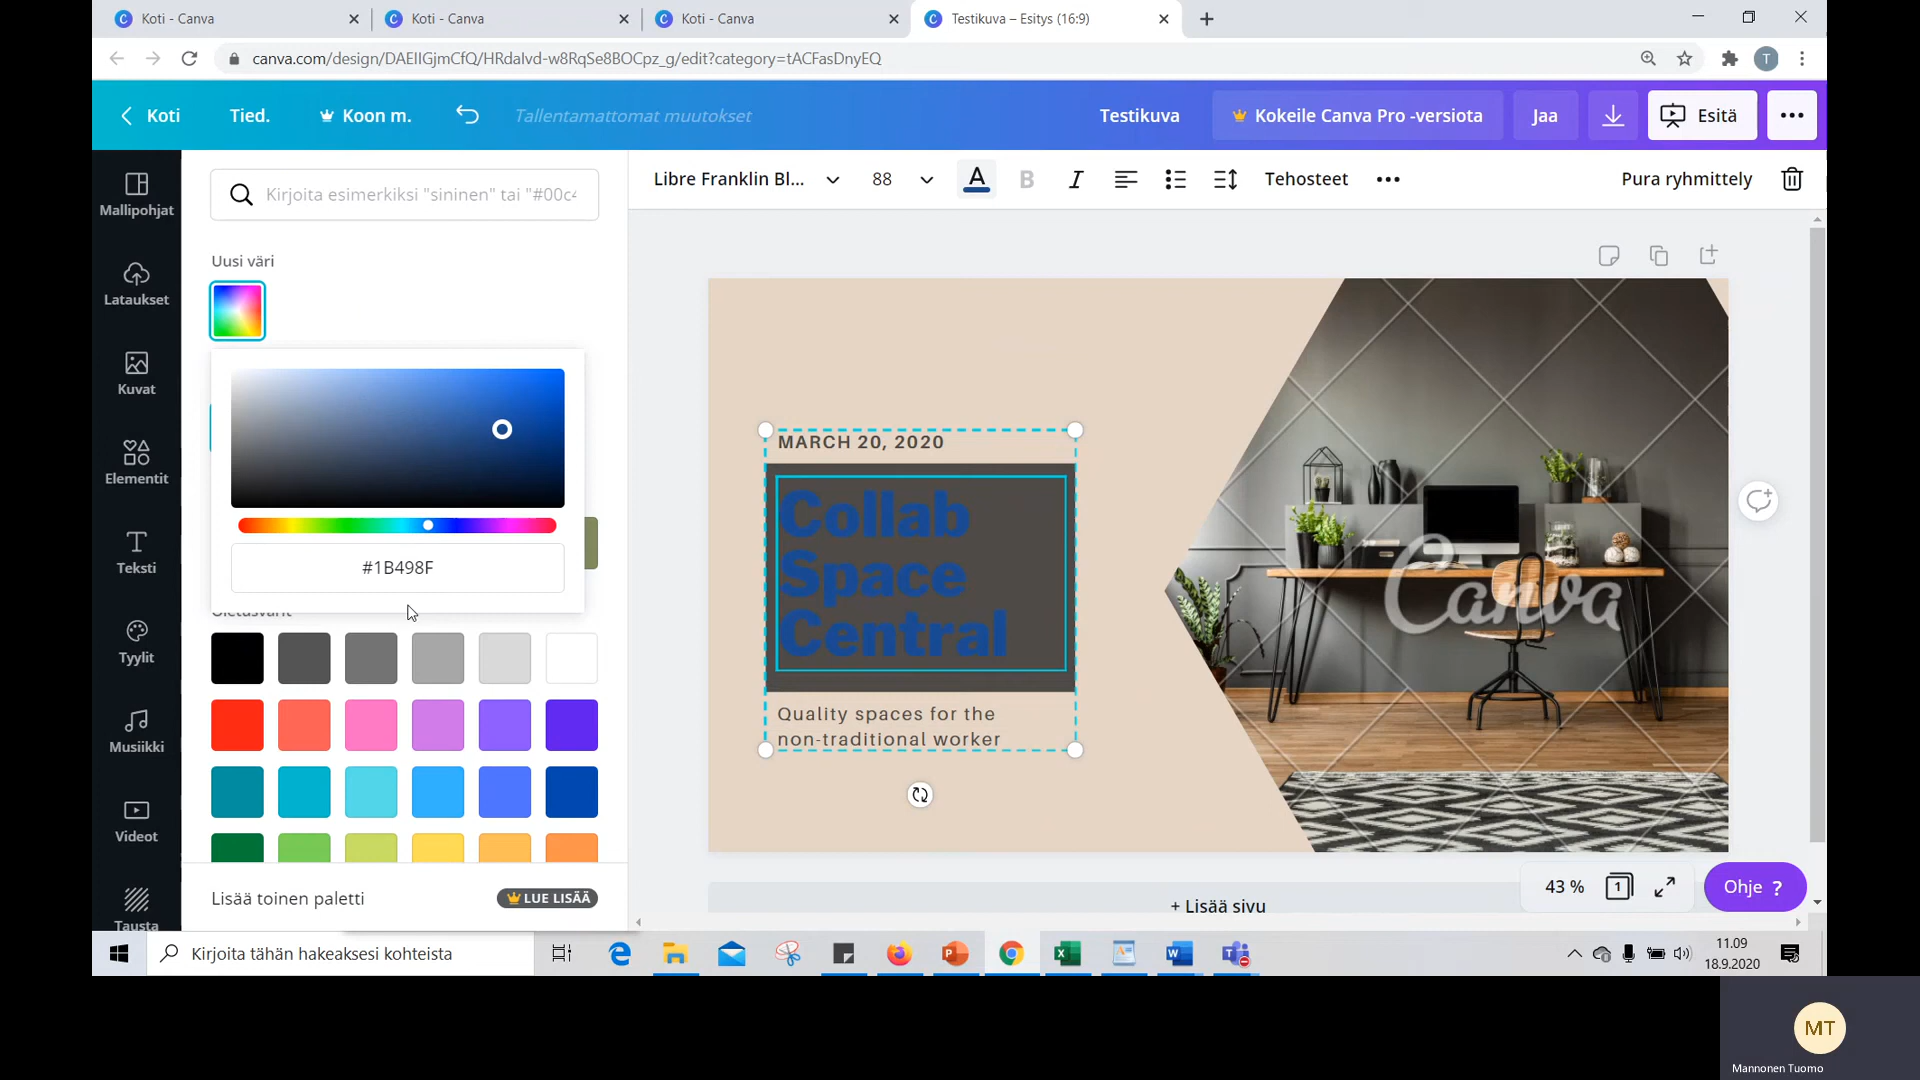 Koti - Canva
Koti - Canva
Koti - Canva
Testikuva – Esitys (16:9)
canva.com/design/DAEIIGjmCfQ/HRdalvd-w8RqSe8BOCpz_g/edit?category=tACFasDnyEQ
T
Koti
Tied.
Koon m.
Tallentamattomat muutokset
Testikuva
Kokeile Canva Pro -versiota
Jaa
Esitä
Mallipohjat
Lataukset
Kuvat
Elementit
Teksti
Tyylit
Musiikki
Videot
Tausta
Kirjoita esimerkiksi "sininen" tai "#00c4
Uusi väri
#1B498F
Oletusvärit
Lisää toinen paletti
LUE LISÄÄ
Libre Franklin Bl...
88
A
B
I
Tehosteet
Pura ryhmittely
MARCH 20, 2020
Collab
Space
Central
Quality spaces for the
non-traditional worker
Canva
+ Lisää sivu
43 %
1
Ohje ?
Kirjoita tähän hakeaksesi kohteista
11.09
18.9.2020
MT
Mannonen Tuomo